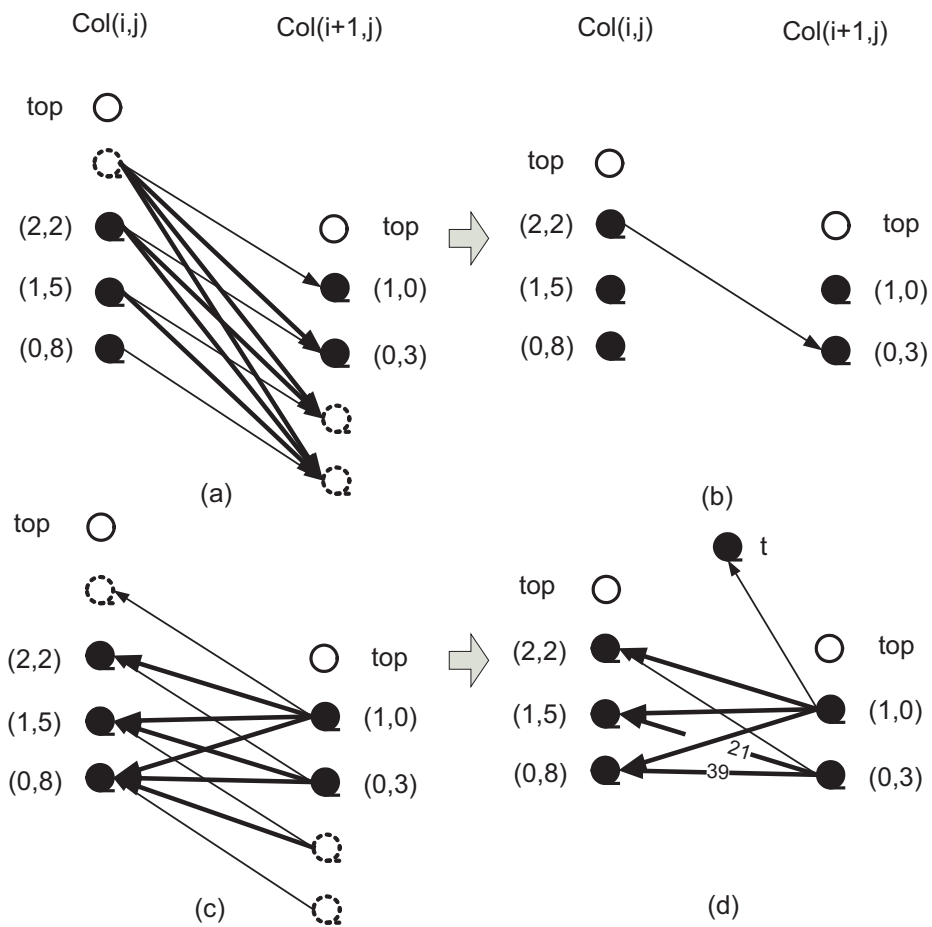 Col(i,j) Col(i+1,j) Col(i,j) Col(i+1,j)
top
top
(2,2) top (2,2) top
(1,5) (1,0) (1,5) (1,0)
(0,8) (0,3) (0,8) (0,3)
(a) (b)
top t
top
(2,2) top (2,2) top
(1,5) (1,0) (1,5) (1,0)
21
(0,8) (0,3) (0,8) 39 (0,3)
(c) (d)